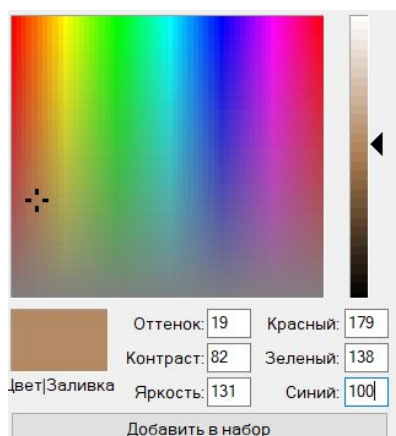 Оттенок: 19 Красный: 179
Контраст: 82 Зеленый: 138
Цвет|Заливка Яркость: 131 Синий: 100
Добавить в набор